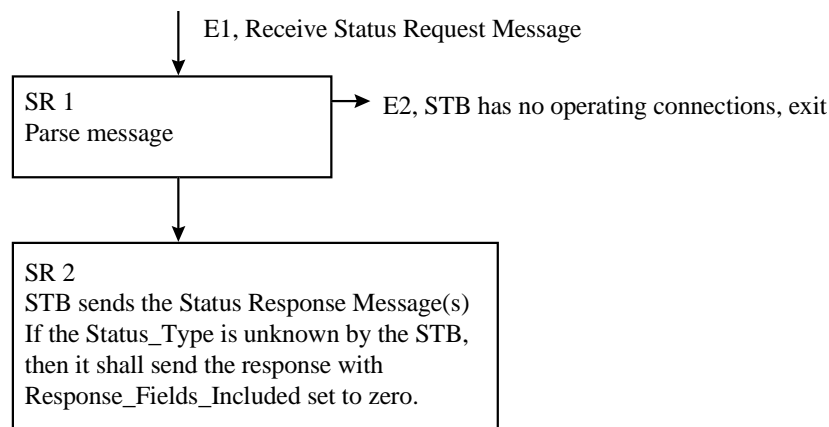 E1, Receive Status Request Message
SR 1
Parse message
E2, STB has no operating connections, exit
SR 2
STB sends the Status Response Message(s)
If the Status_Type is unknown by the STB,
then it shall send the response with
Response_Fields_Included set to zero.